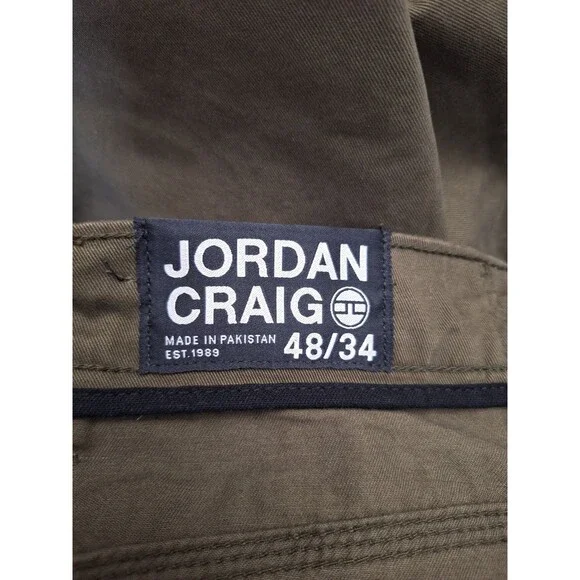 JORDAN
CRAIG
MADE IN PAKISTAN
EST.1989
48/34